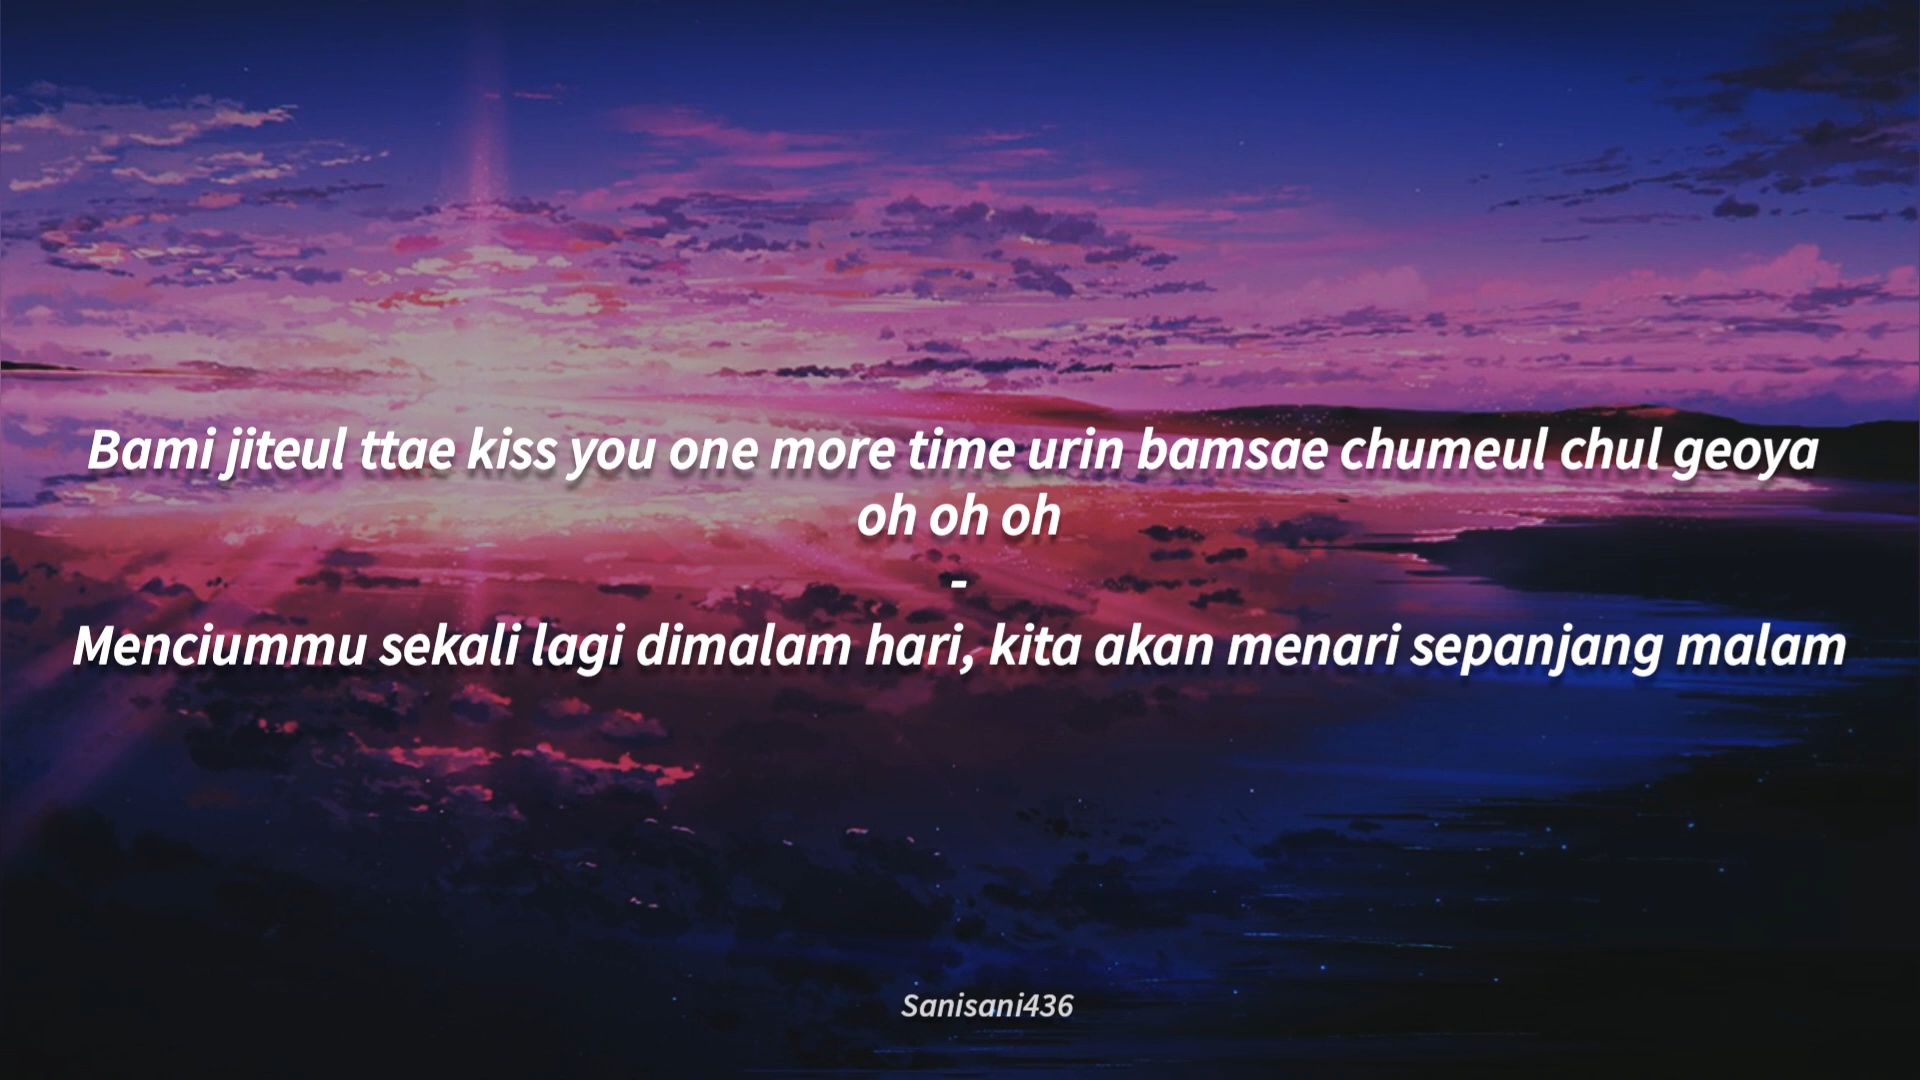 Bami jiteul ttae kiss you one more time urin bamsae chumeul chul geoya
oh oh oh
-
Menciummu sekali lagi dimalam hari, kita akan menari sepanjang malam
Sanisani436